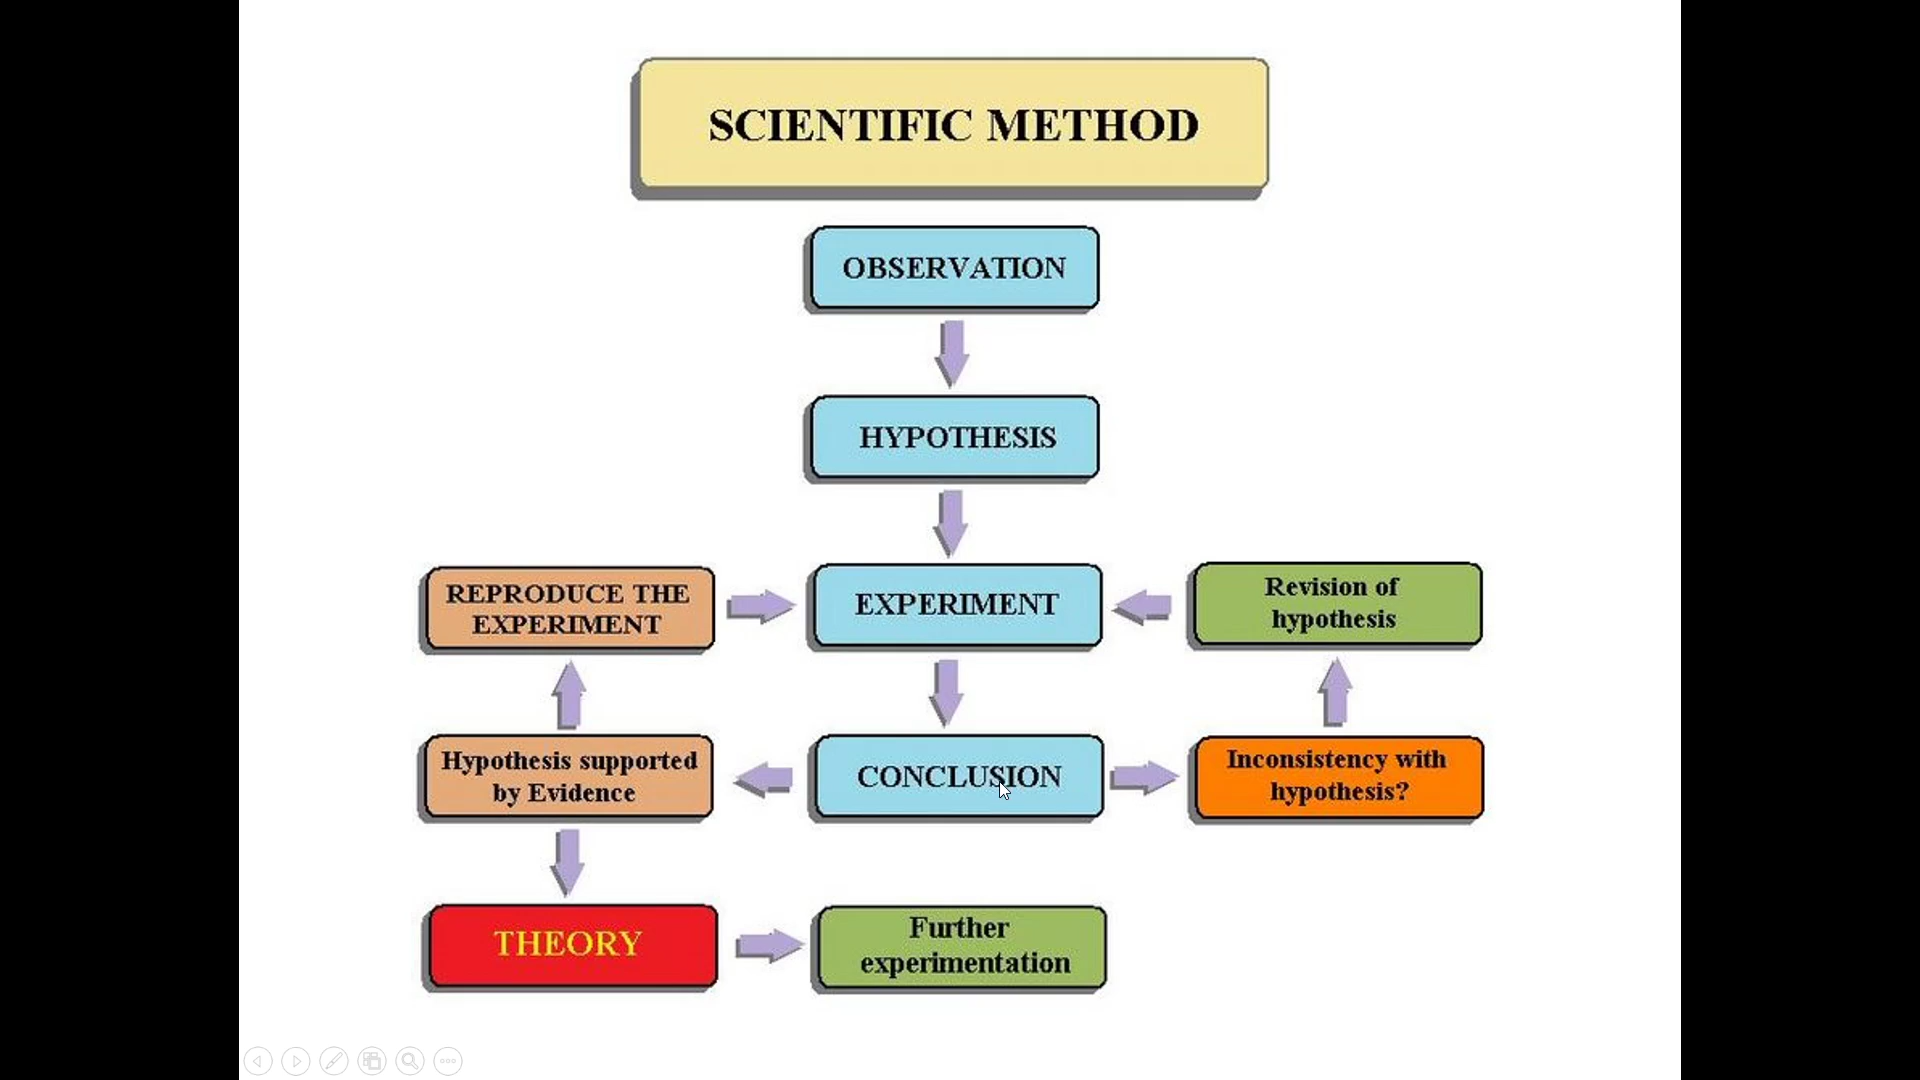 SCIENTIFIC METHOD
OBSERVATION
HYPOTHESIS
REPRODUCE THE
EXPERIMENT
EXPERIMENT
Revision of
hypothesis
Hypothesis supported
by Evidence
CONCLUSION
Inconsistency with
hypothesis?
THEORY
Further
experimentation